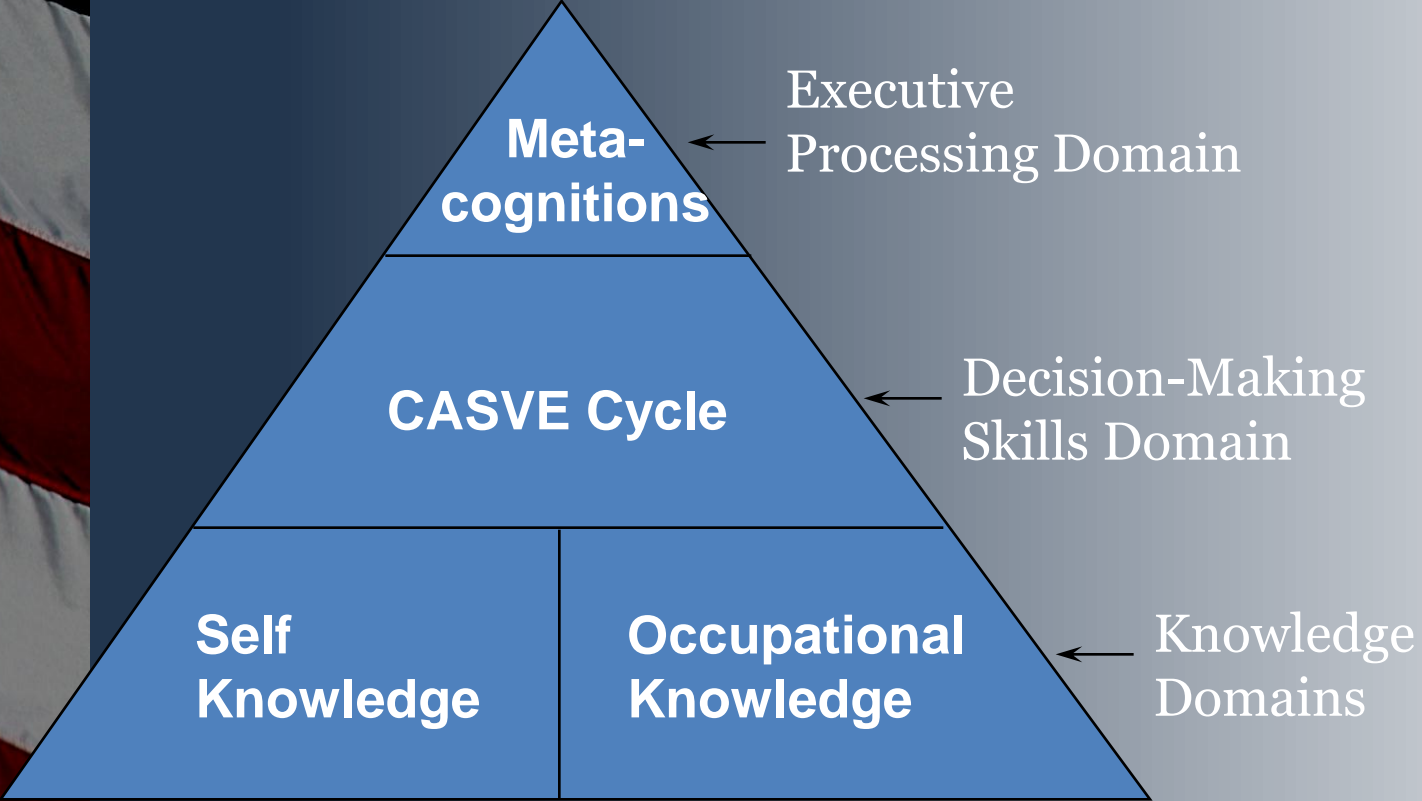 Meta-
cognitions
Executive
Processing Domain
CASVE Cycle
Decision-Making
Skills Domain
Self
Knowledge
Occupational
Knowledge
Knowledge
Domains